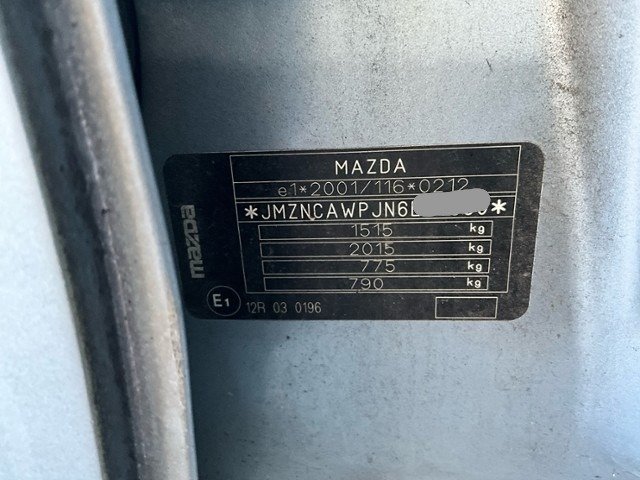 MAZDA
e1*2001/116*0212
*JMZNCAWPJN6
1515 kg
2015 kg
775 kg
790 kg
mazda
E1 12R 03 0196